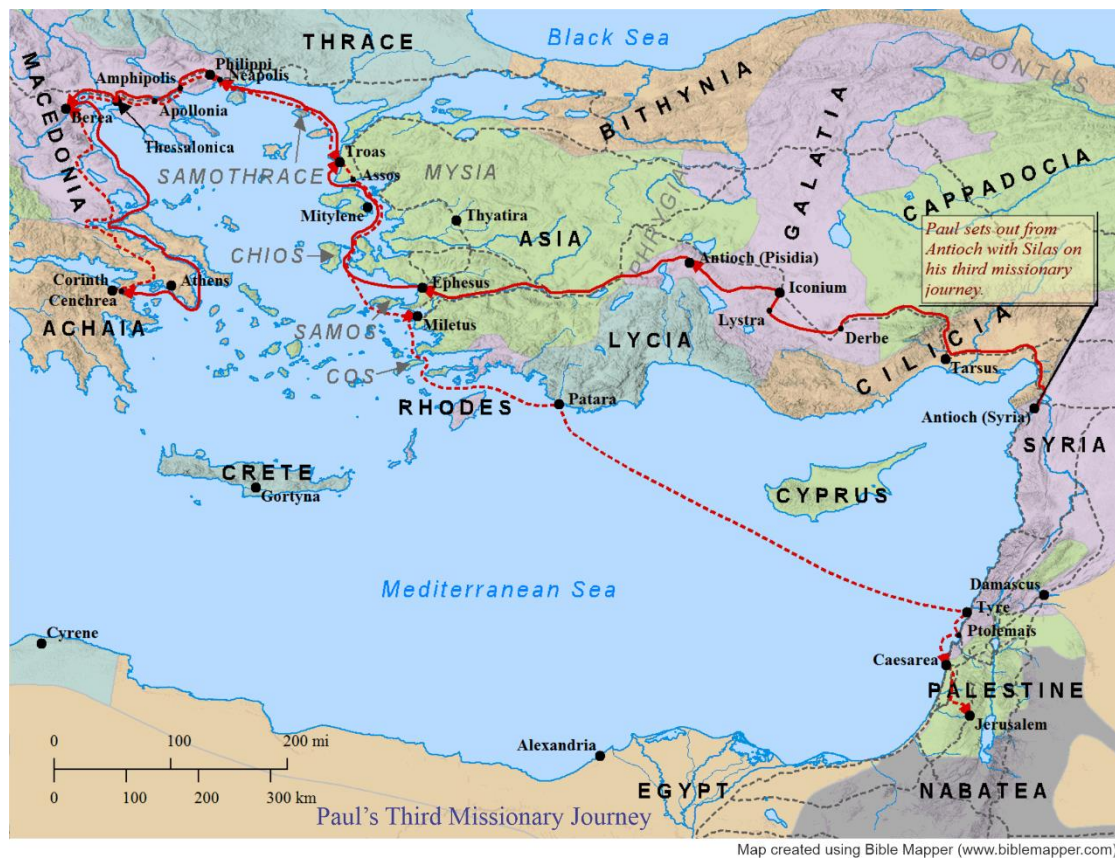 Black Sea
THRACE
MACEDONIA
Philippi
Neapolis
Amphipolis
Apollonia
Berea
Thessalonica
SAMOTHRACE
BITHYNIA
PONTUS
GALATIA
CAPPADOCIA
Paul sets out from
Antioch with Silas on
his third missionary
journey.
Troas
Assos
MYSIA
Mitylene
Thyatira
ASIA
PHRYGIA
CHIOS
Antioch (Pisidia)
Corinth
Cenchrea
Athens
ACHAIA
Ephesus
SAMOS
Miletus
Iconium
Lystra
Derbe
LYCIA
CILICIA
Tarsus
COS
RHODES
Patara
Antioch (Syria)
SYRIA
CRETE
Gortyna
CYPRUS
Mediterranean Sea
Damascus
Tyre
Ptolemais
Cyrene
Caesarea
PALESTINE
Jerusalem
0 100 200 mi
0 100 200 300 km
Alexandria
EGYPT
NABATEA
Paul's Third Missionary Journey
Map created using Bible Mapper (www.biblemapper.com)